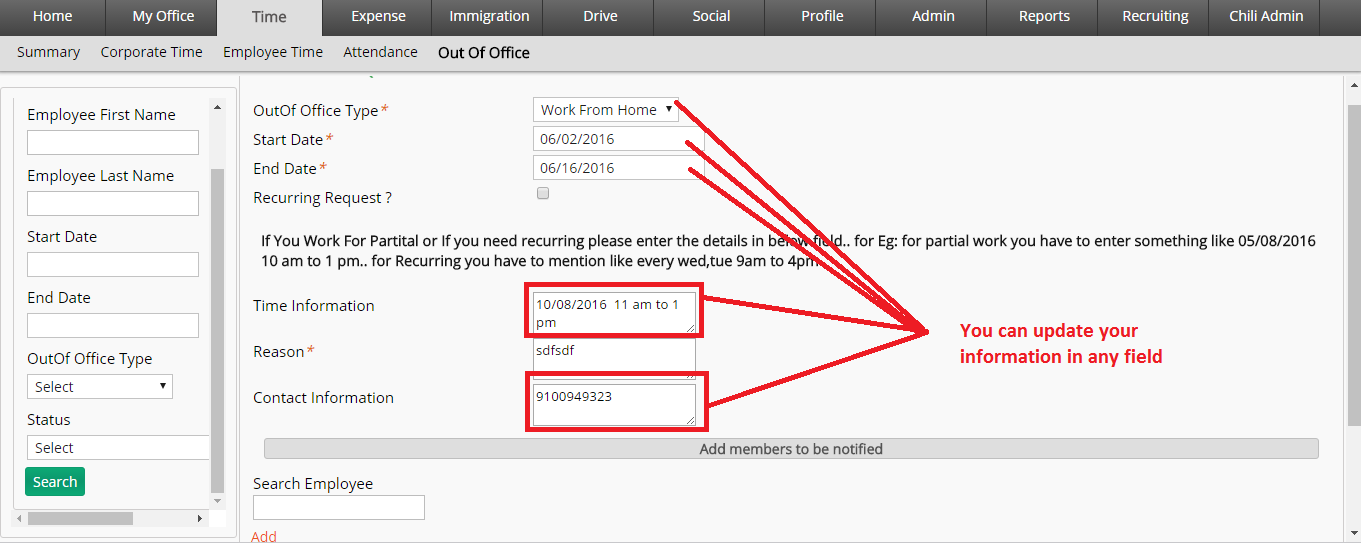 Home My Office Time Expense Immigration Drive Social Profile Admin Reports Recruiting Chili Admin
Summary Corporate Time Employee Time Attendance Out Of Office
Employee First Name
Employee Last Name
Start Date
End Date
OutOf Office Type
Select
Status
Select
Search
OutOf Office Type* Work From Home
Start Date* 06/02/2016
End Date* 06/16/2016
Recurring Request ?
If You Work For Partital or If you need recurring please enter the details in below field.. for Eg: for partial work you have to enter something like 05/08/2016
10 am to 1 pm.. for Recurring you have to mention like every wed,tue 9am to 4pm
Time Information 10/08/2016 11 am to 1
pm
Reason* sdfsdf
Contact Information 9100949323
You can update your
information in any field
Add members to be notified
Search Employee
Add